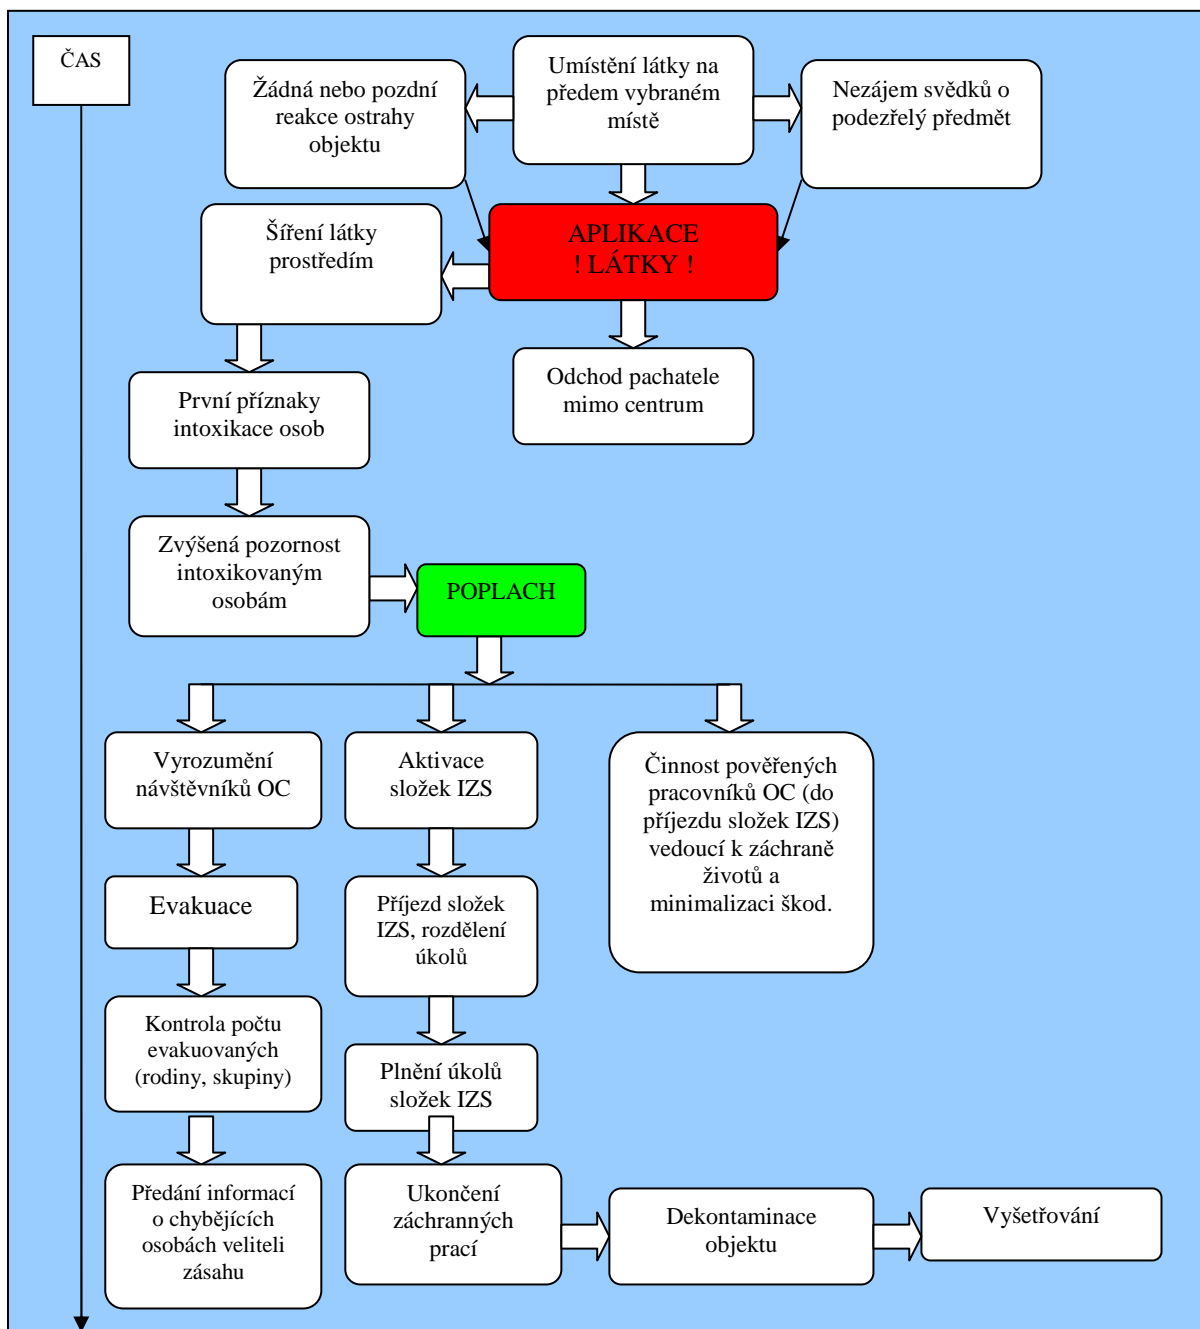 ČAS
Umístění látky na
předem vybraném
místě
Žádná nebo pozdní
reakce ostrahy
objektu
Nezájem svědků o
podezřelý předmět
APLIKACE
! LÁTKY !
Šíření látky
prostředím
Odchod pachatele
mimo centrum
První příznaky
intoxikace osob
Zvýšená pozornost
intoxikovaným
osobám
POPLACH
Vyrozumění
návštěvníků OC
Evakuace
Kontrola počtu
evakuovaných
(rodiny, skupiny)
Předání informací
o chybějících
osobách veliteli
zásahu
Aktivace
složek IZS
Příjezd složek
IZS, rozdělení
úkolů
Plnění úkolů
složek IZS
Ukončení
záchranných
prací
Dekontaminace
objektu
Vyšetřování
Činnost pověřených
pracovníků OC (do
příjezdu složek IZS)
vedoucí k záchraně
životů a
minimalizaci škod.